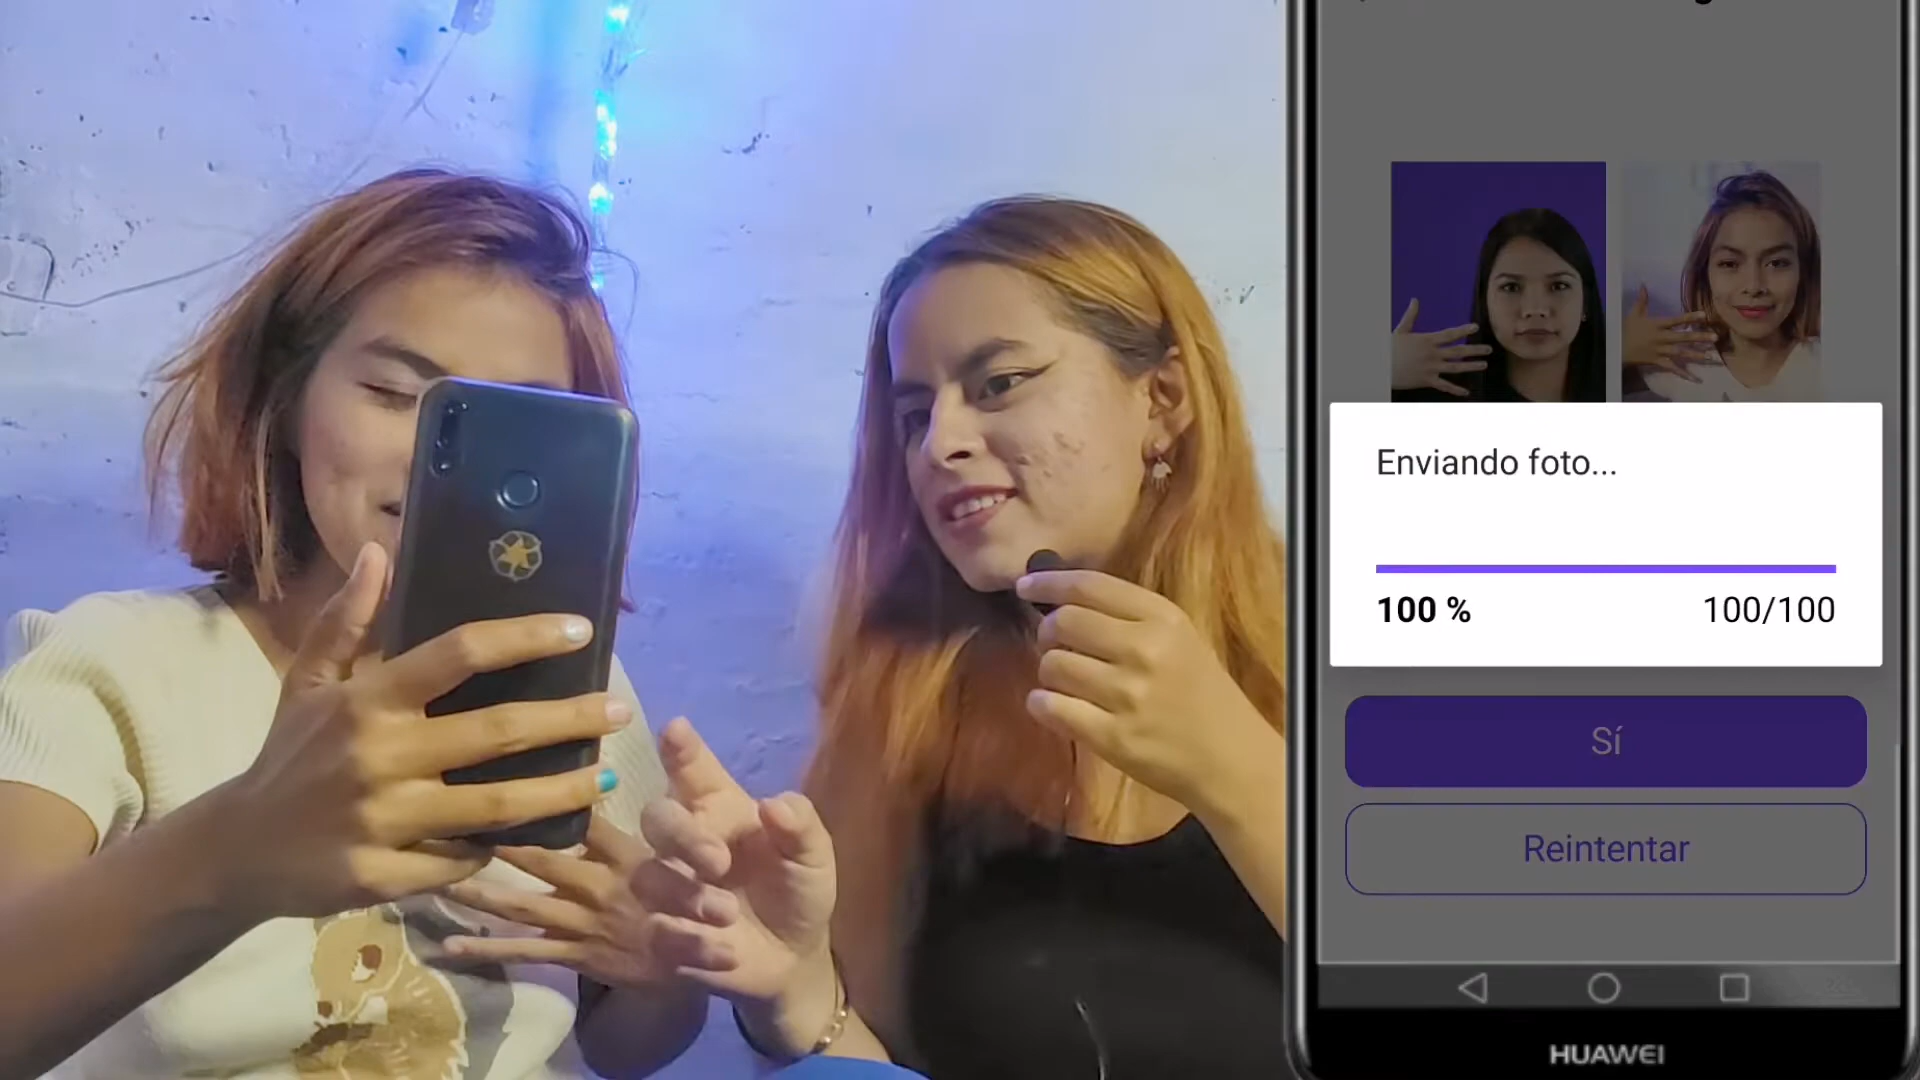 Enviando foto...
100 %
100/100
Sí
Reintentar
HUAWEI